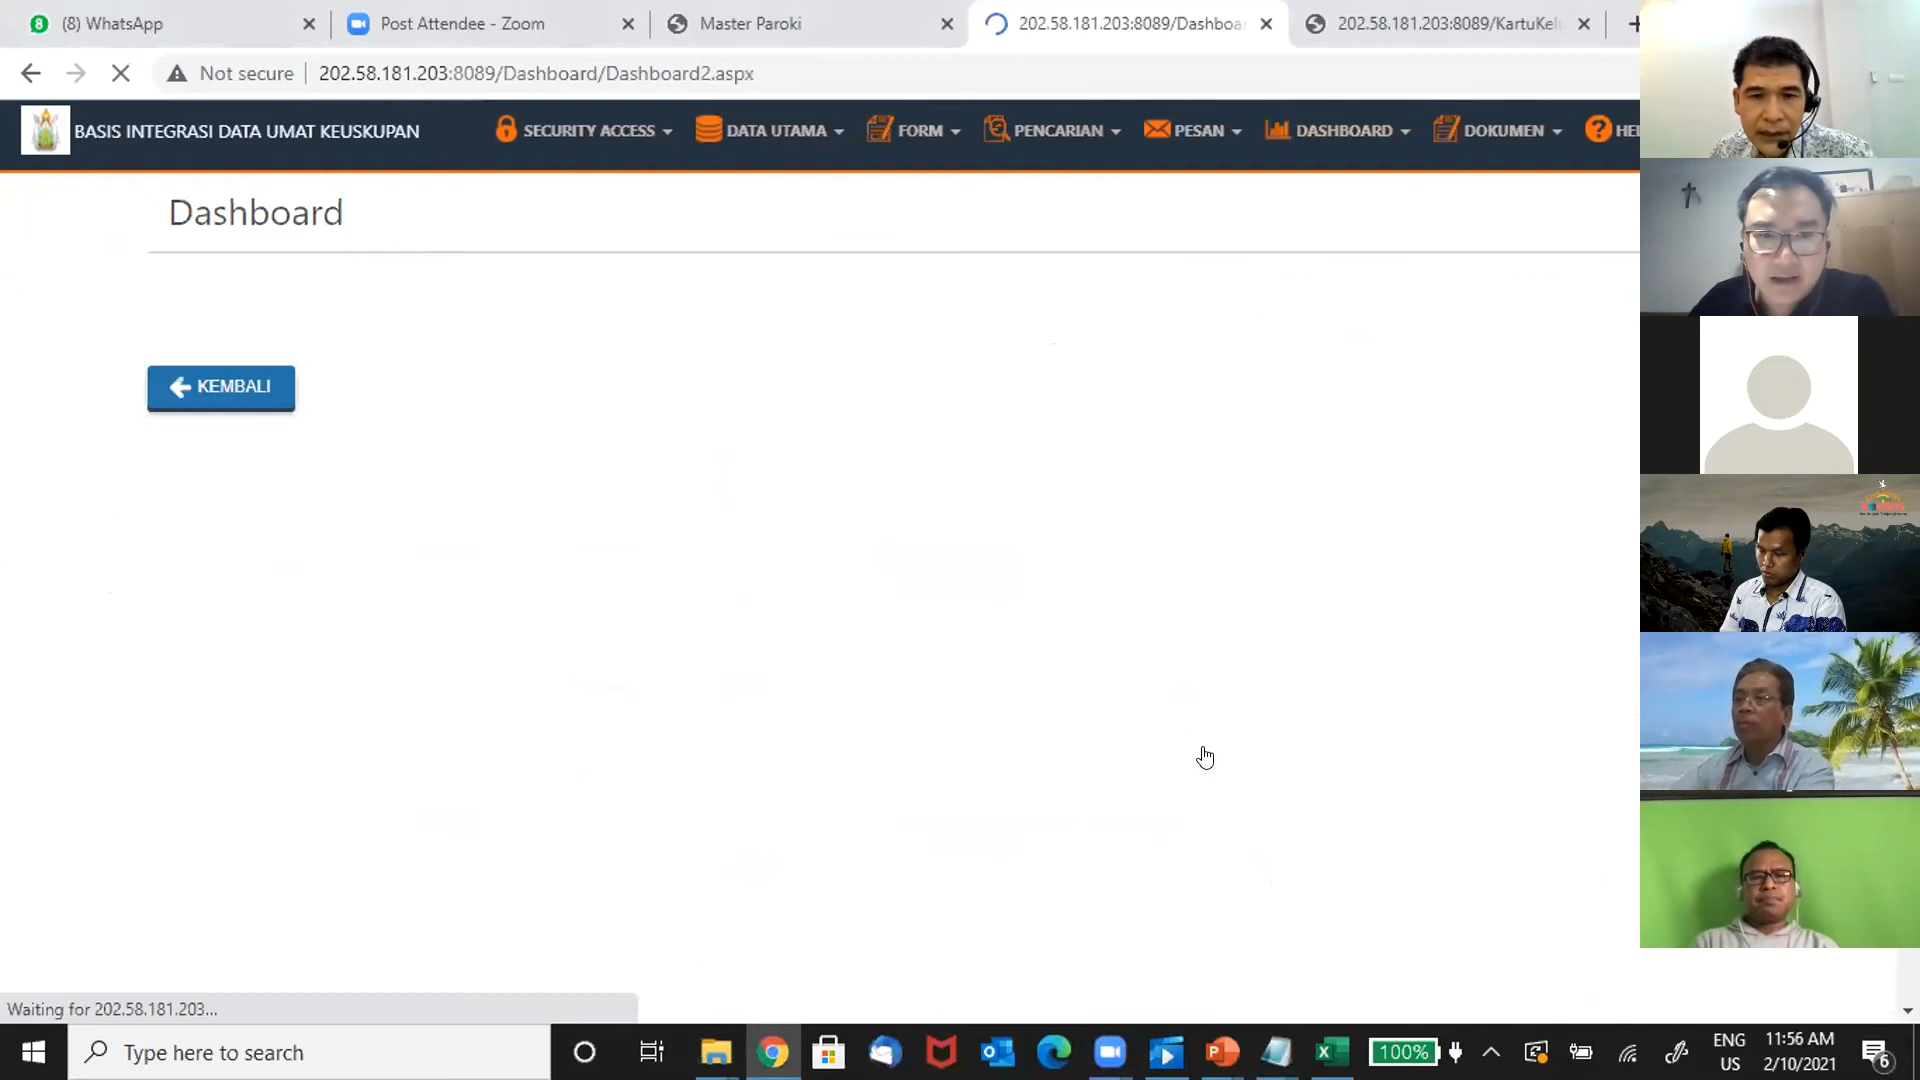 (8) WhatsApp
Post Attendee - Zoom
Master Paroki
202.58.181.203:8089/Dashboar
202.58.181.203:8089/KartuKel
Not secure
202.58.181.203:8089/Dashboard/Dashboard2.aspx
BASIS INTEGRASI DATA UMAT KEUSKUPAN
SECURITY ACCESS
DATA UTAMA
FORM
PENCARIAN
PESAN
DASHBOARD
DOKUMEN
HEL
Dashboard
KEMBALI
Waiting for 202.58.181.203...
Type here to search
100%
ENG
US
11:56 AM
2/10/2021
6